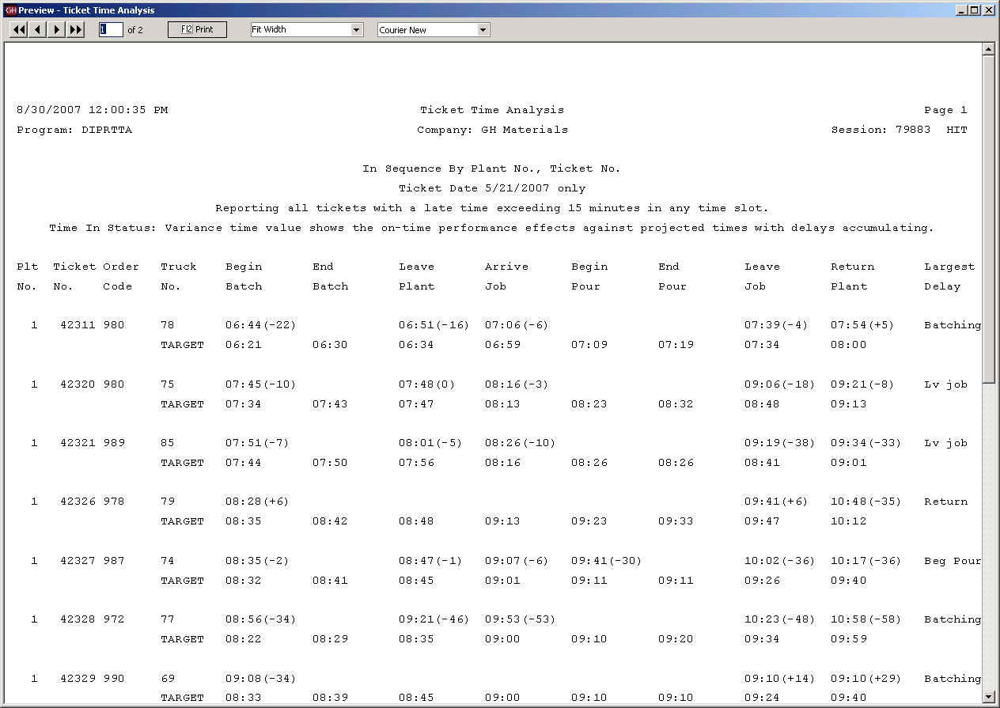 GH Preview - Ticket Time Analysis
1 of 2 F12 Print Fit Width Courier New
8/30/2007 12:00:35 PM Ticket Time Analysis Page 1
Program: DIPRTTA Company: GH Materials Session: 79883 HIT
In Sequence By Plant No., Ticket No.
Ticket Date 5/21/2007 only
Reporting all tickets with a late time exceeding 15 minutes in any time slot.
Time In Status: Variance time value shows the on-time performance effects against projected times with delays accumulating.
Plt Ticket Order Truck Begin End Leave Arrive Begin End Leave Return Largest
No. No. Code No. Batch Batch Plant Job Pour Pour Job Plant Delay
1 42311 980 78 06:44(-22) 06:51(-16) 07:06(-6) 07:39(-4) 07:54(+5) Batching
TARGET 06:21 06:30 06:34 06:59 07:09 07:19 07:34 08:00
1 42320 980 75 07:45(-10) 07:48(0) 08:16(-3) 09:06(-18) 09:21(-8) Lv job
TARGET 07:34 07:43 07:47 08:13 08:23 08:32 08:48 09:13
1 42321 989 85 07:51(-7) 08:01(-5) 08:26(-10) 09:19(-38) 09:34(-33) Lv job
TARGET 07:44 07:50 07:56 08:16 08:26 08:26 08:41 09:01
1 42326 978 79 08:28(+6) 09:41(+6) 10:48(-35) Return
TARGET 08:35 08:42 08:48 09:13 09:23 09:33 09:47 10:12
1 42327 987 74 08:35(-2) 08:47(-1) 09:07(-6) 09:41(-30) 10:02(-36) 10:17(-36) Beg Pour
TARGET 08:32 08:41 08:45 09:01 09:11 09:11 09:26 09:40
1 42328 972 77 08:56(-34) 09:21(-46) 09:53(-53) 10:23(-48) 10:58(-58) Batching
TARGET 08:22 08:29 08:35 09:00 09:10 09:20 09:34 09:59
1 42329 990 69 09:08(-34) 09:10(+14) 09:10(+29) Batching
TARGET 08:33 08:39 08:45 09:00 09:10 09:10 09:24 09:40